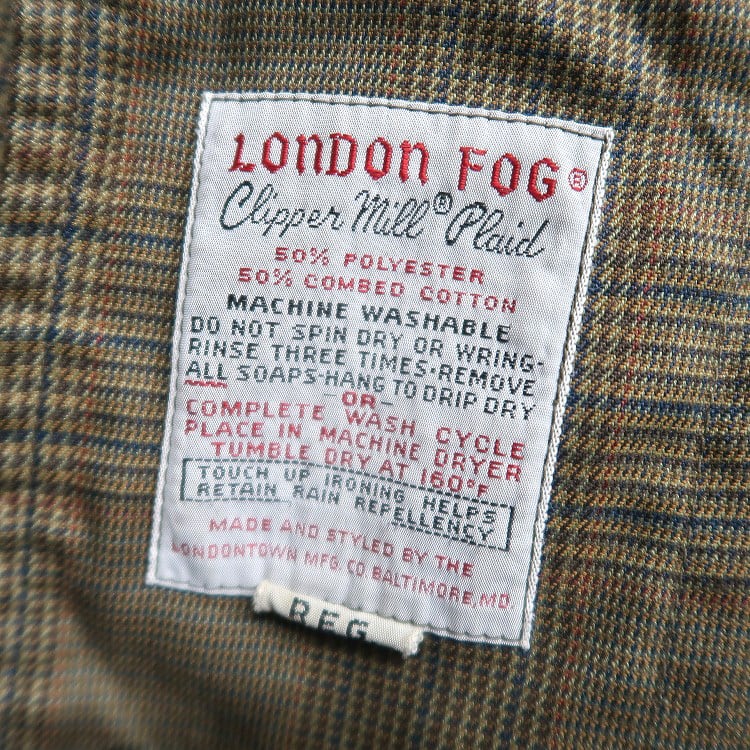 LONDON FOG®
Clipper Mill® Plaid
50% POLYESTER
50% COMBED COTTON
MACHINE WASHABLE
DO NOT SPIN DRY OR WRING-
RINSE THREE TIMES·REMOVE
ALL SOAPS-HANG TO DRIP DRY
—OR—
COMPLETE WASH CYCLE
PLACE IN MACHINE DRYER
TUMBLE DRY AT 160°F
TOUCH UP IRONING HELPS
RETAIN RAIN REPELLENCY
MADE AND STYLED BY THE
LONDONTOWN MFG. CO BALTIMORE, MD.
REG